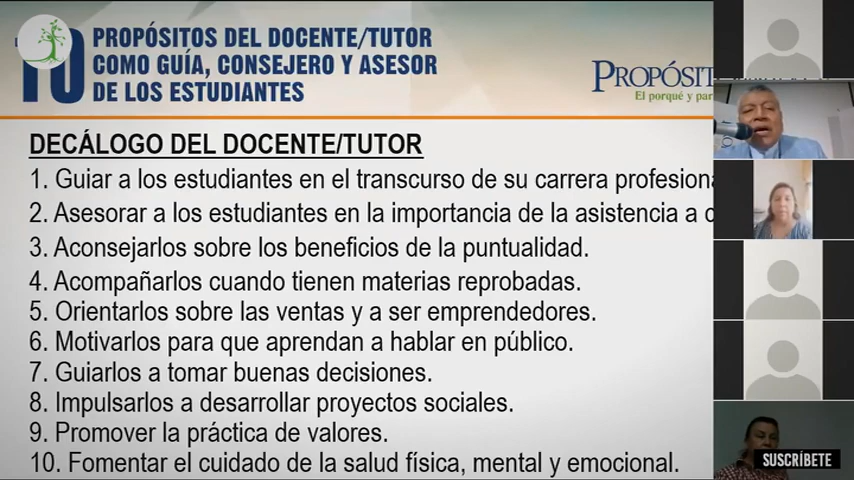 10 PROPÓSITOS DEL DOCENTE/TUTOR
COMO GUÍA, CONSEJERO Y ASESOR
DE LOS ESTUDIANTES
PROPÓSIT
El porqué y par
DECÁLOGO DEL DOCENTE/TUTOR
1. Guiar a los estudiantes en el transcurso de su carrera profesiona
2. Asesorar a los estudiantes en la importancia de la asistencia a c
3. Aconsejarlos sobre los beneficios de la puntualidad.
4. Acompañarlos cuando tienen materias reprobadas.
5. Orientarlos sobre las ventas y a ser emprendedores.
6. Motivarlos para que aprendan a hablar en público.
7. Guiarlos a tomar buenas decisiones.
8. Impulsarlos a desarrollar proyectos sociales.
9. Promover la práctica de valores.
10. Fomentar el cuidado de la salud física, mental y emocional.
SUSCRÍBETE